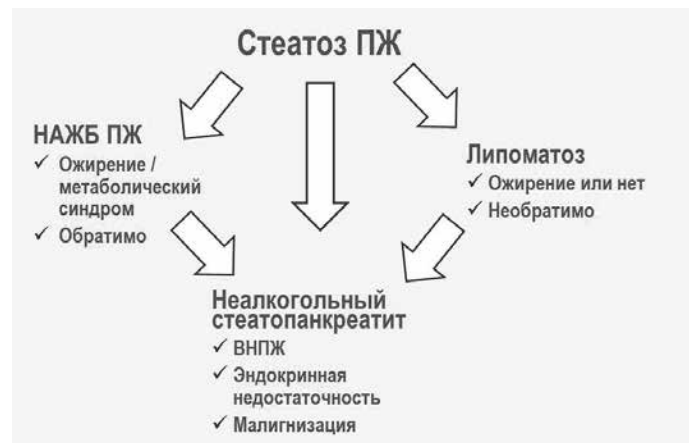 Стеатоз ПЖ
НАЖБ ПЖ
✓ Ожирение /
метаболический
синдром
✓ Обратимо
Липоматоз
✓ Ожирение или нет
✓ Необратимо
Неалкогольный
стеатопанкреатит
✓ ВНПЖ
✓ Эндокринная
недостаточность
✓ Малигнизация